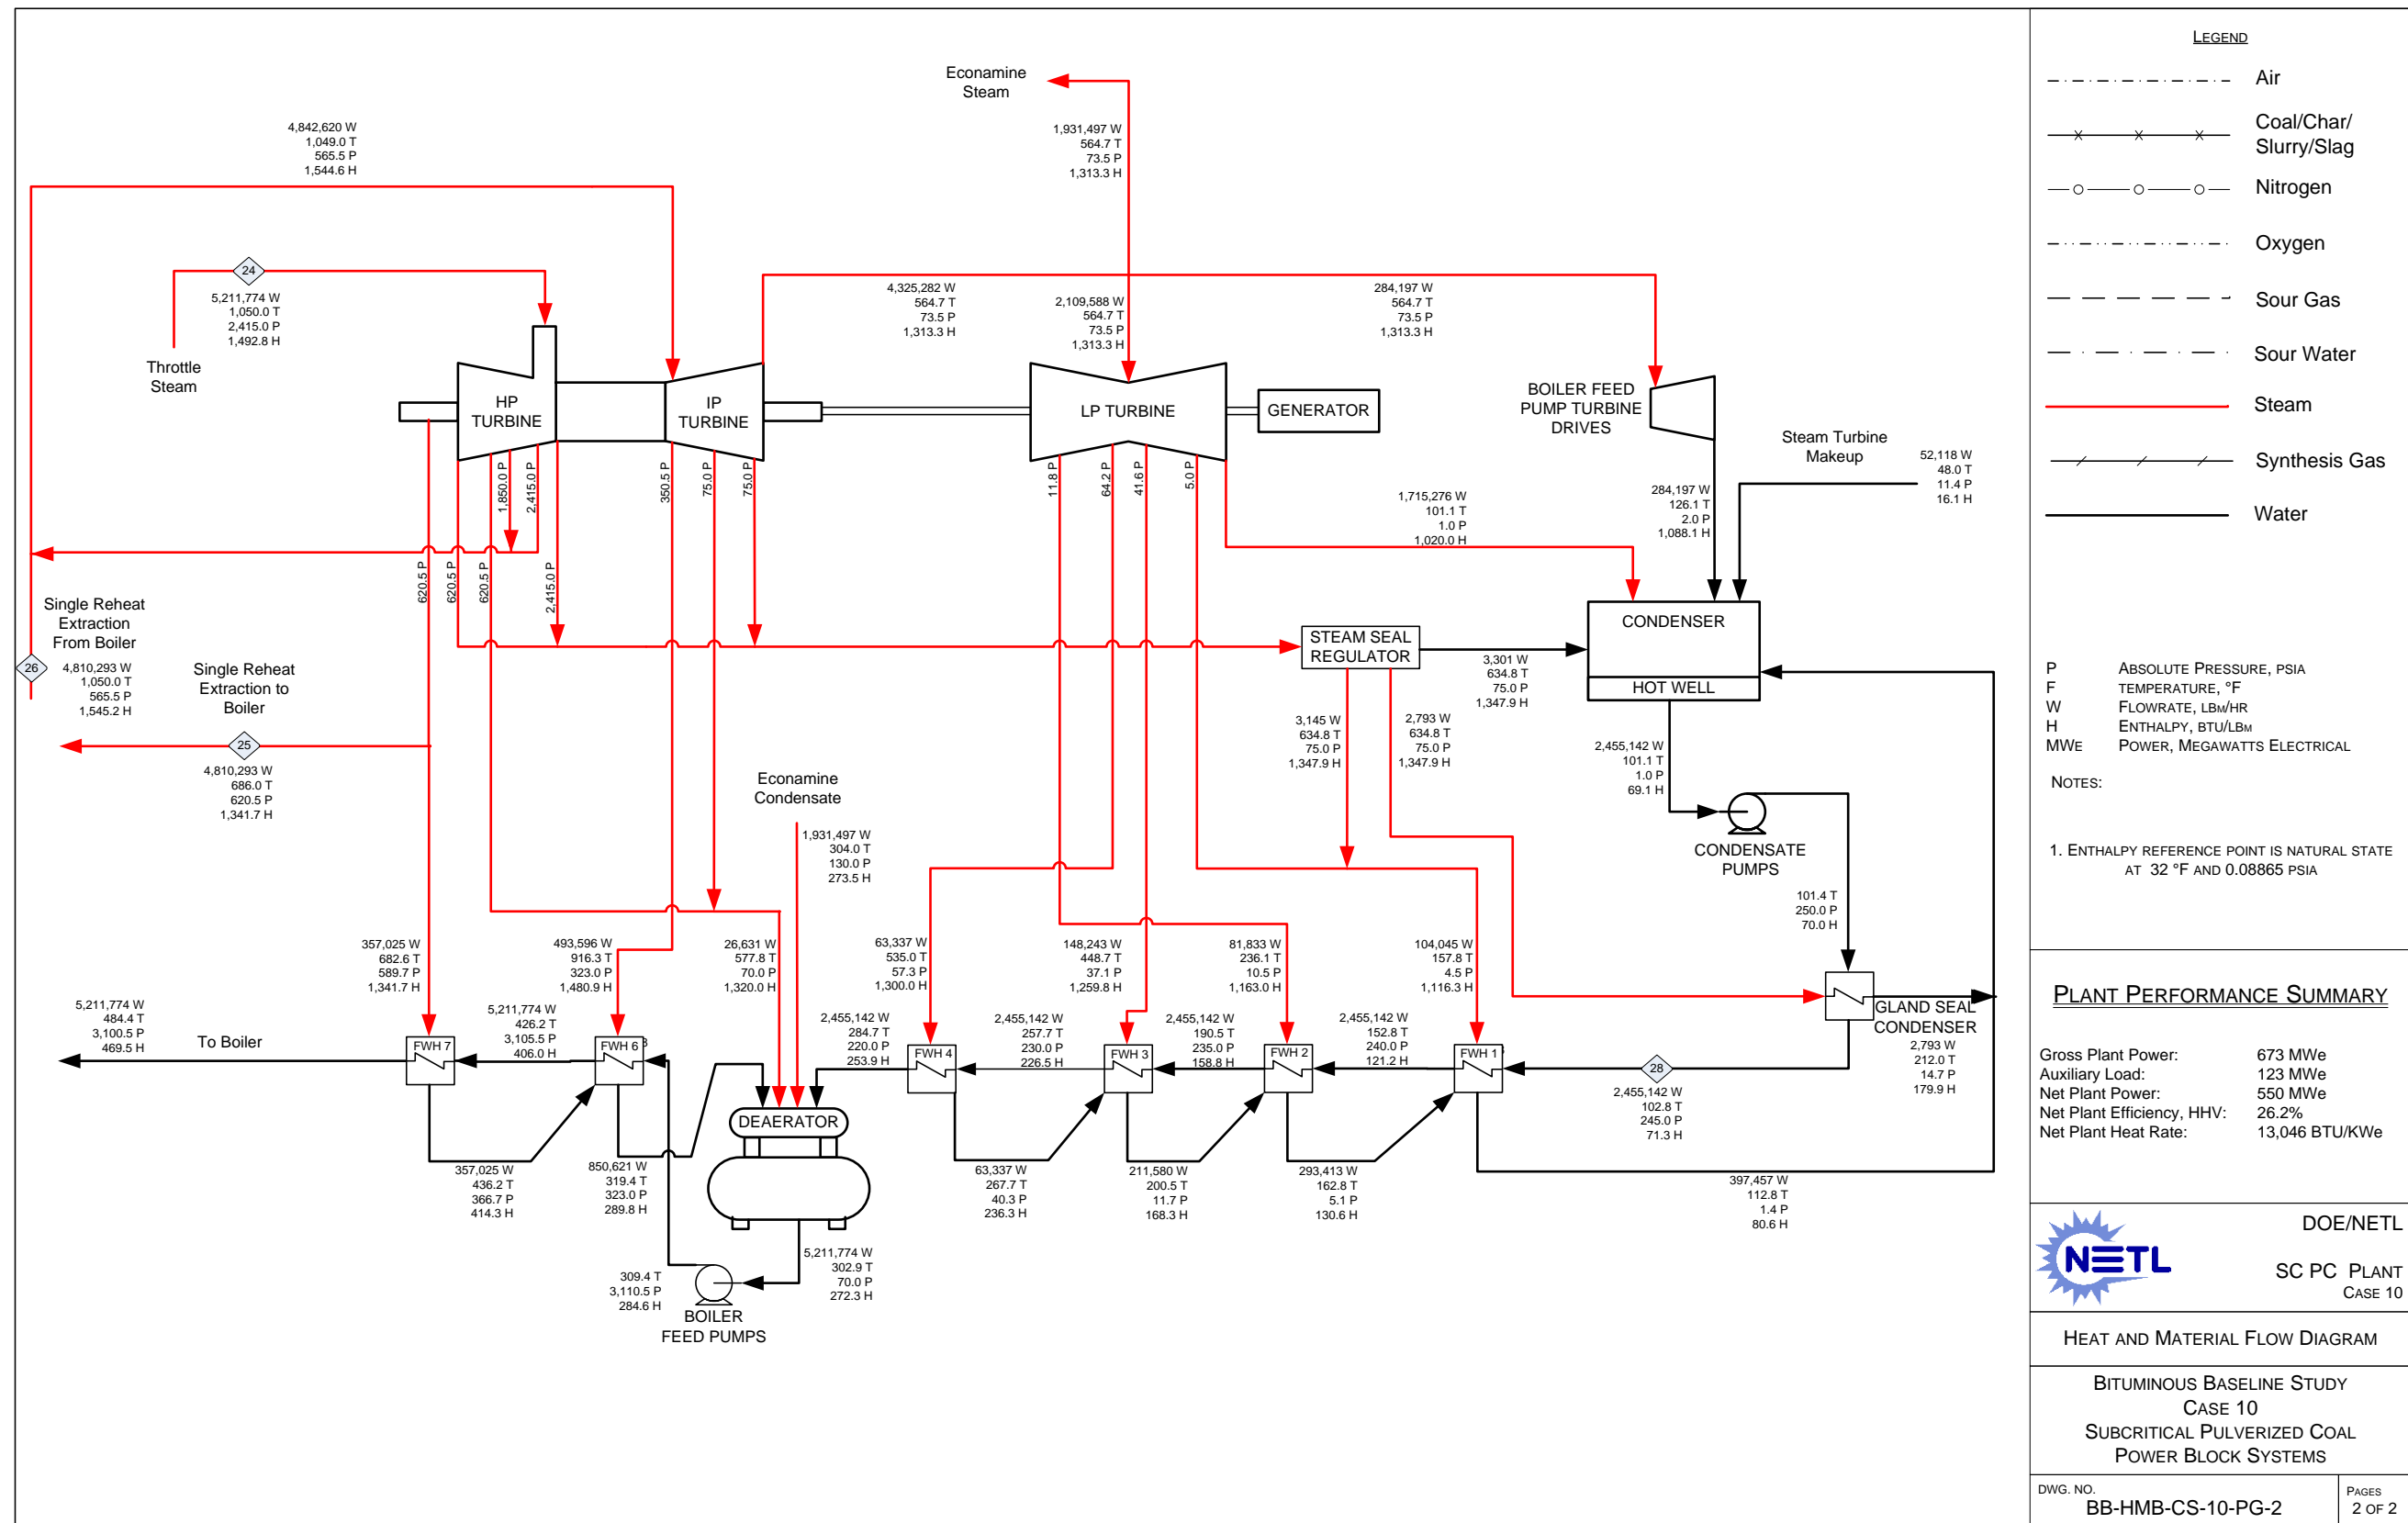 Econamine
Steam
4,842,620 W
1,049.0 T
565.5 P
1,544.6 H
1,931,497 W
564.7 T
73.5 P
1,313.3 H
24
5,211,774 W
1,050.0 T
2,415.0 P
1,492.8 H
Throttle
Steam
4,325,282 W
564.7 T
73.5 P
1,313.3 H
2,109,588 W
564.7 T
73.5 P
1,313.3 H
284,197 W
564.7 T
73.5 P
1,313.3 H
HP
TURBINE
IP
TURBINE
LP TURBINE
GENERATOR
BOILER FEED
PUMP TURBINE
DRIVES
Steam Turbine
Makeup
52,118 W
48.0 T
11.4 P
16.1 H
1,850.0 P
2,415.0 P
350.5 P
75.0 P
75.0 P
11.8 P
64.2 P
41.6 P
5.0 P
1,715,276 W
101.1 T
1.0 P
1,020.0 H
284,197 W
126.1 T
2.0 P
1,088.1 H
620.5 P
620.5 P
620.5 P
2,415.0 P
Single Reheat
Extraction
From Boiler
26
4,810,293 W
1,050.0 T
565.5 P
1,545.2 H
Single Reheat
Extraction to
Boiler
25
4,810,293 W
686.0 T
620.5 P
1,341.7 H
STEAM SEAL
REGULATOR
3,301 W
634.8 T
75.0 P
1,347.9 H
CONDENSER
HOT WELL
3,145 W
634.8 T
75.0 P
1,347.9 H
2,793 W
634.8 T
75.0 P
1,347.9 H
2,455,142 W
101.1 T
1.0 P
69.1 H
CONDENSATE
PUMPS
101.4 T
250.0 P
70.0 H
Econamine
Condensate
1,931,497 W
304.0 T
130.0 P
273.5 H
357,025 W
682.6 T
589.7 P
1,341.7 H
493,596 W
916.3 T
323.0 P
1,480.9 H
26,631 W
577.8 T
70.0 P
1,320.0 H
63,337 W
535.0 T
57.3 P
1,300.0 H
148,243 W
448.7 T
37.1 P
1,259.8 H
81,833 W
236.1 T
10.5 P
1,163.0 H
104,045 W
157.8 T
4.5 P
1,116.3 H
5,211,774 W
484.4 T
3,100.5 P
469.5 H
To Boiler
FWH 7
5,211,774 W
426.2 T
3,105.5 P
406.0 H
FWH 6
2,455,142 W
284.7 T
220.0 P
253.9 H
FWH 4
2,455,142 W
257.7 T
230.0 P
226.5 H
FWH 3
2,455,142 W
190.5 T
235.0 P
158.8 H
FWH 2
2,455,142 W
152.8 T
240.0 P
121.2 H
FWH 1
28
2,455,142 W
102.8 T
245.0 P
71.3 H
GLAND SEAL
CONDENSER
2,793 W
212.0 T
14.7 P
179.9 H
DEAERATOR
357,025 W
436.2 T
366.7 P
414.3 H
850,621 W
319.4 T
323.0 P
289.8 H
63,337 W
267.7 T
40.3 P
236.3 H
211,580 W
200.5 T
11.7 P
168.3 H
293,413 W
162.8 T
5.1 P
130.6 H
397,457 W
112.8 T
1.4 P
80.6 H
309.4 T
3,110.5 P
284.6 H
BOILER
FEED PUMPS
5,211,774 W
302.9 T
70.0 P
272.3 H
LEGEND
Air
Coal/Char/
Slurry/Slag
Nitrogen
Oxygen
Sour Gas
Sour Water
Steam
Synthesis Gas
Water
P ABSOLUTE PRESSURE, PSIA
F TEMPERATURE, °F
W FLOWRATE, LBM/HR
H ENTHALPY, BTU/LBM
MWE POWER, MEGAWATTS ELECTRICAL
NOTES:
1. ENTHALPY REFERENCE POINT IS NATURAL STATE
AT 32 °F AND 0.08865 PSIA
PLANT PERFORMANCE SUMMARY
Gross Plant Power: 673 MWe
Auxiliary Load: 123 MWe
Net Plant Power: 550 MWe
Net Plant Efficiency, HHV: 26.2%
Net Plant Heat Rate: 13,046 BTU/KWe
NETL
DOE/NETL
SC PC PLANT
CASE 10
HEAT AND MATERIAL FLOW DIAGRAM
BITUMINOUS BASELINE STUDY
CASE 10
SUBCRITICAL PULVERIZED COAL
POWER BLOCK SYSTEMS
DWG. NO.
BB-HMB-CS-10-PG-2
PAGES
2 OF 2